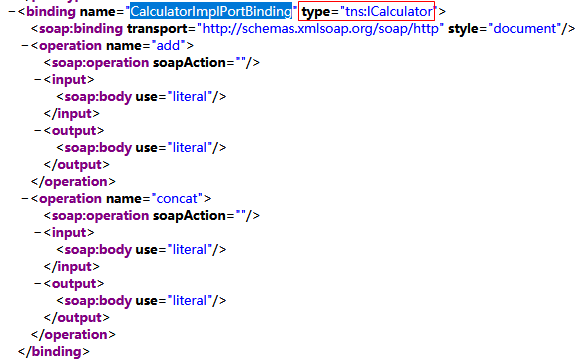 −<binding name="CalculatorImplPortBinding" type="tns:ICalculator">
<soap:binding transport="http://schemas.xmlsoap.org/soap/http" style="document"/>
−<operation name="add">
<soap:operation soapAction=""/>
−<input>
<soap:body use="literal"/>
</input>
−<output>
<soap:body use="literal"/>
</output>
</operation>
−<operation name="concat">
<soap:operation soapAction=""/>
−<input>
<soap:body use="literal"/>
</input>
−<output>
<soap:body use="literal"/>
</output>
</operation>
</binding>